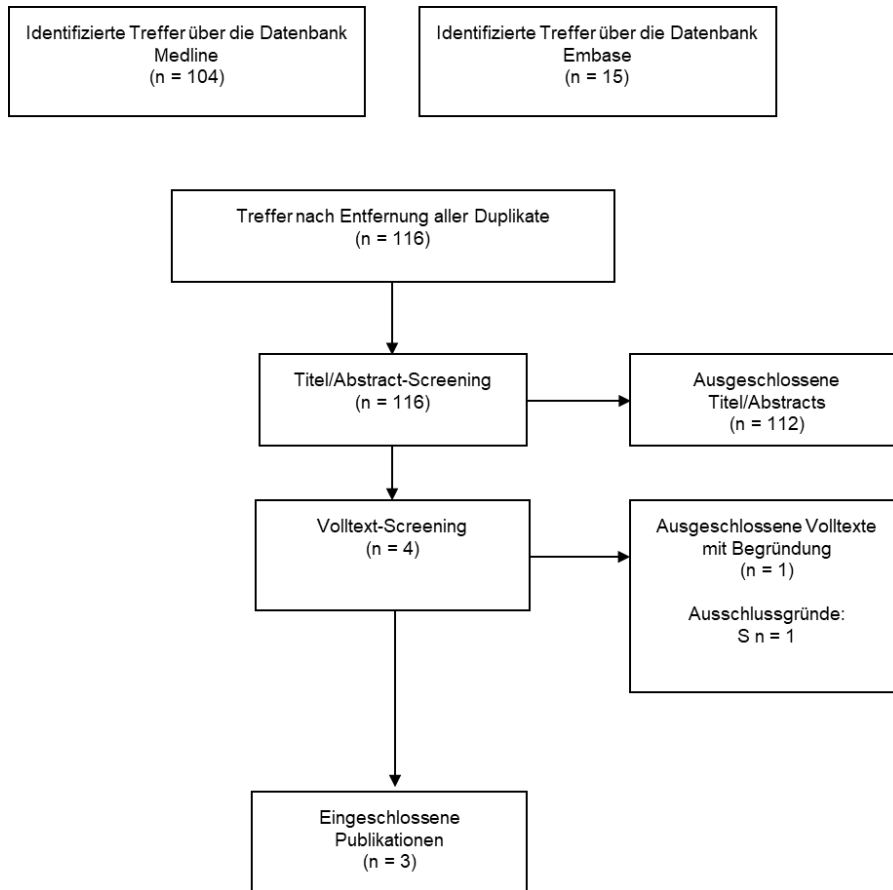 Identifizierte Treffer über die Datenbank
Medline
(n = 104)
Identifizierte Treffer über die Datenbank
Embase
(n = 15)
Treffer nach Entfernung aller Duplikate
(n = 116)
Titel/Abstract-Screening
(n = 116)
Ausgeschlossene
Titel/Abstracts
(n = 112)
Volltext-Screening
(n = 4)
Ausgeschlossene Volltexte
mit Begründung
(n = 1)
Ausschlussgründe:
S n = 1
Eingeschlossene
Publikationen
(n = 3)